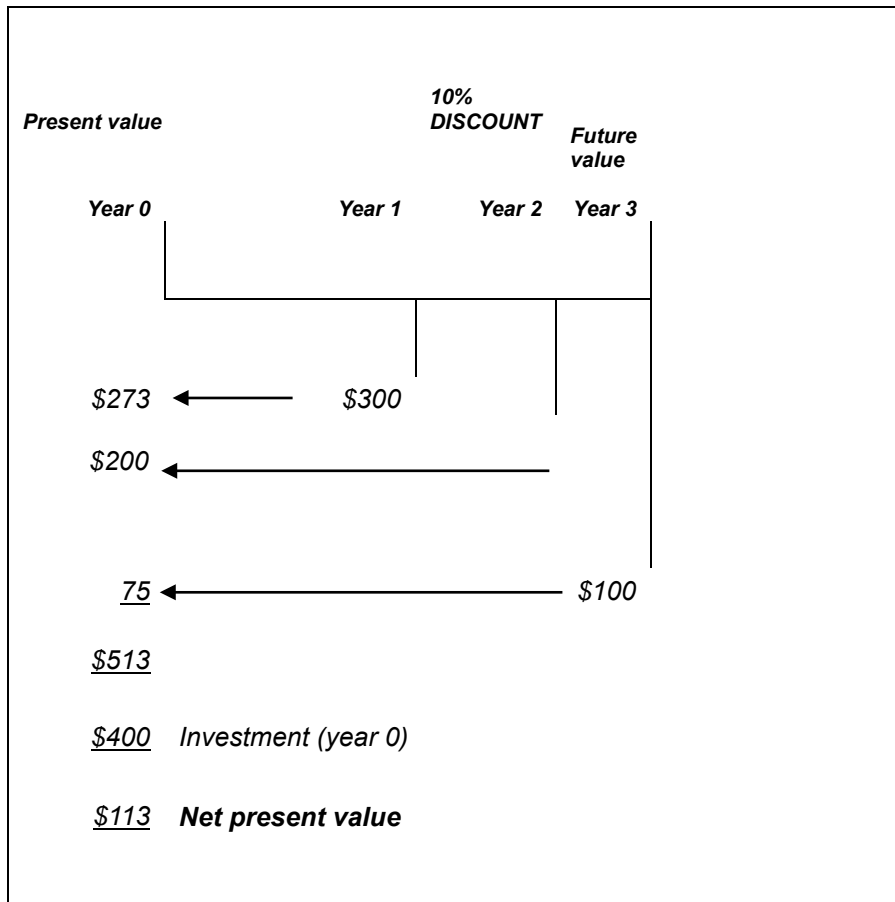 10%
DISCOUNT
Present value
Future
value
Year 0 Year 1 Year 2 Year 3
$273 $300
$200
75 $100
$513
$400 Investment (year 0)
$113 Net present value